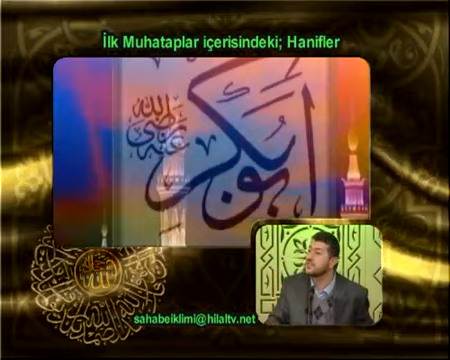 İlk Muhataplar içerisindeki; Hanifler
رضي الله عنه
أبو بكر
sahabeiklimi@hilaltv.net